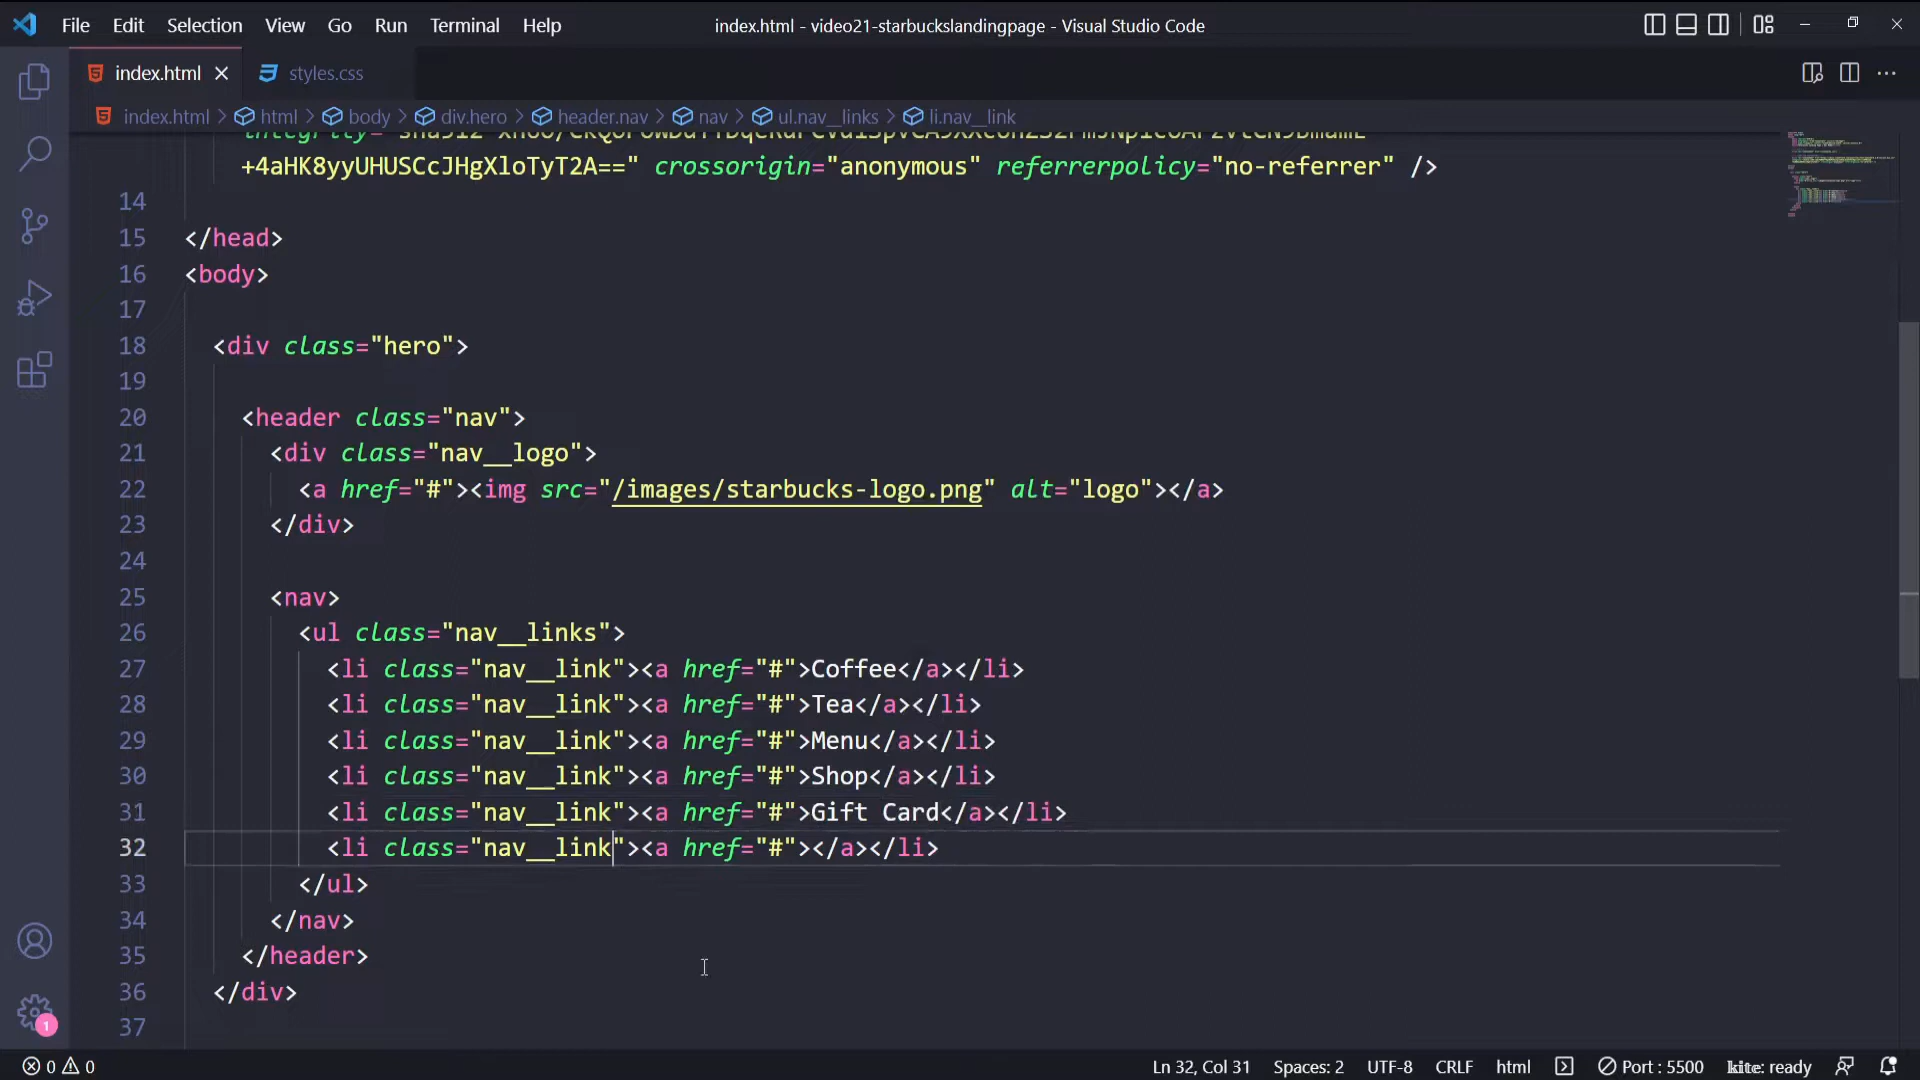 File Edit Selection View Go Run Terminal Help
index.html - video21-starbuckslandingpage - Visual Studio Code
index.html styles.css
index.html > html > body > div.hero > header.nav > nav > ul.nav__links > li.nav__link
+4aHK8yyUHUSCcJHgXloTyT2A==" crossorigin="anonymous" referrerpolicy="no-referrer" />
14
15 </head>
16 <body>
17
18 <div class="hero">
19
20 <header class="nav">
21 <div class="nav__logo">
22 <a href="#"><img src="/images/starbucks-logo.png" alt="logo"></a>
23 </div>
24
25 <nav>
26 <ul class="nav__links">
27 <li class="nav__link"><a href="#">Coffee</a></li>
28 <li class="nav__link"><a href="#">Tea</a></li>
29 <li class="nav__link"><a href="#">Menu</a></li>
30 <li class="nav__link"><a href="#">Shop</a></li>
31 <li class="nav__link"><a href="#">Gift Card</a></li>
32 <li class="nav__link"><a href="#"></a></li>
33 </ul>
34 </nav>
35 </header>
36 </div>
37
1
0 0
Ln 32, Col 31 Spaces: 2 UTF-8 CRLF html Port : 5500 kite: ready